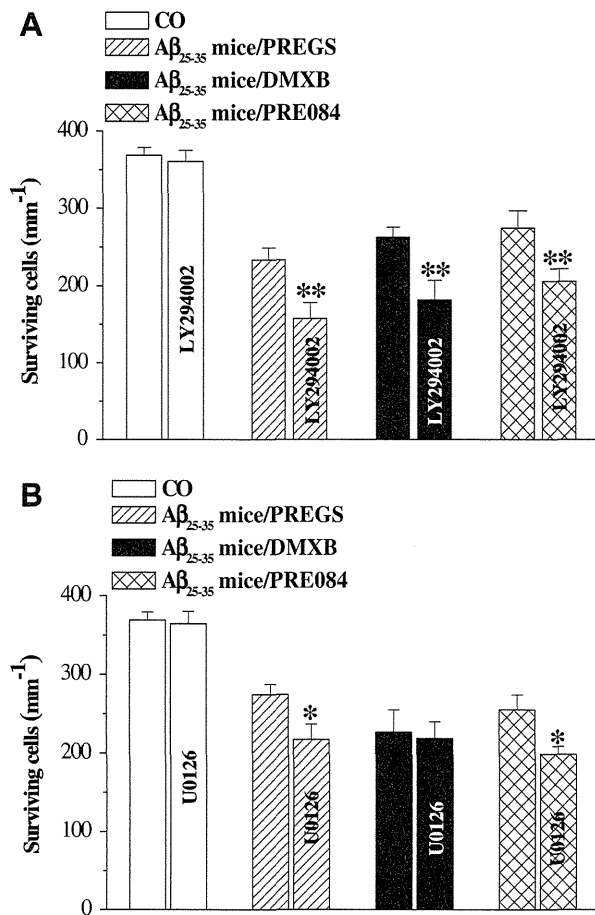 A
CO
Aβ25-35 mice/PREGS
Aβ25-35 mice/DMXB
Aβ25-35 mice/PRE084
Surviving cells (mm-1)
400
300
200
100
0
LY294002
**
LY294002
**
LY294002
**
LY294002
B
CO
Aβ25-35 mice/PREGS
Aβ25-35 mice/DMXB
Aβ25-35 mice/PRE084
Surviving cells (mm-1)
400
300
200
100
0
U0126
*
U0126
U0126
*
U0126